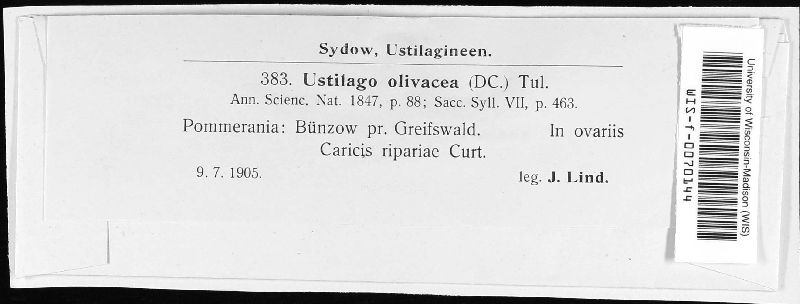 Sydow, Ustilagineen.
383. Ustilago olivacea (DC.) Tul.
Ann. Scienc. Nat. 1847, p. 88; Sacc. Syll. VII, p. 463.
Pommerania: Bünzow pr. Greifswald. In ovariis
Caricis ripariae Curt.
9. 7. 1905. leg. J. Lind.
University of Wisconsin-Madison (WIS)
WIS-f-0070144